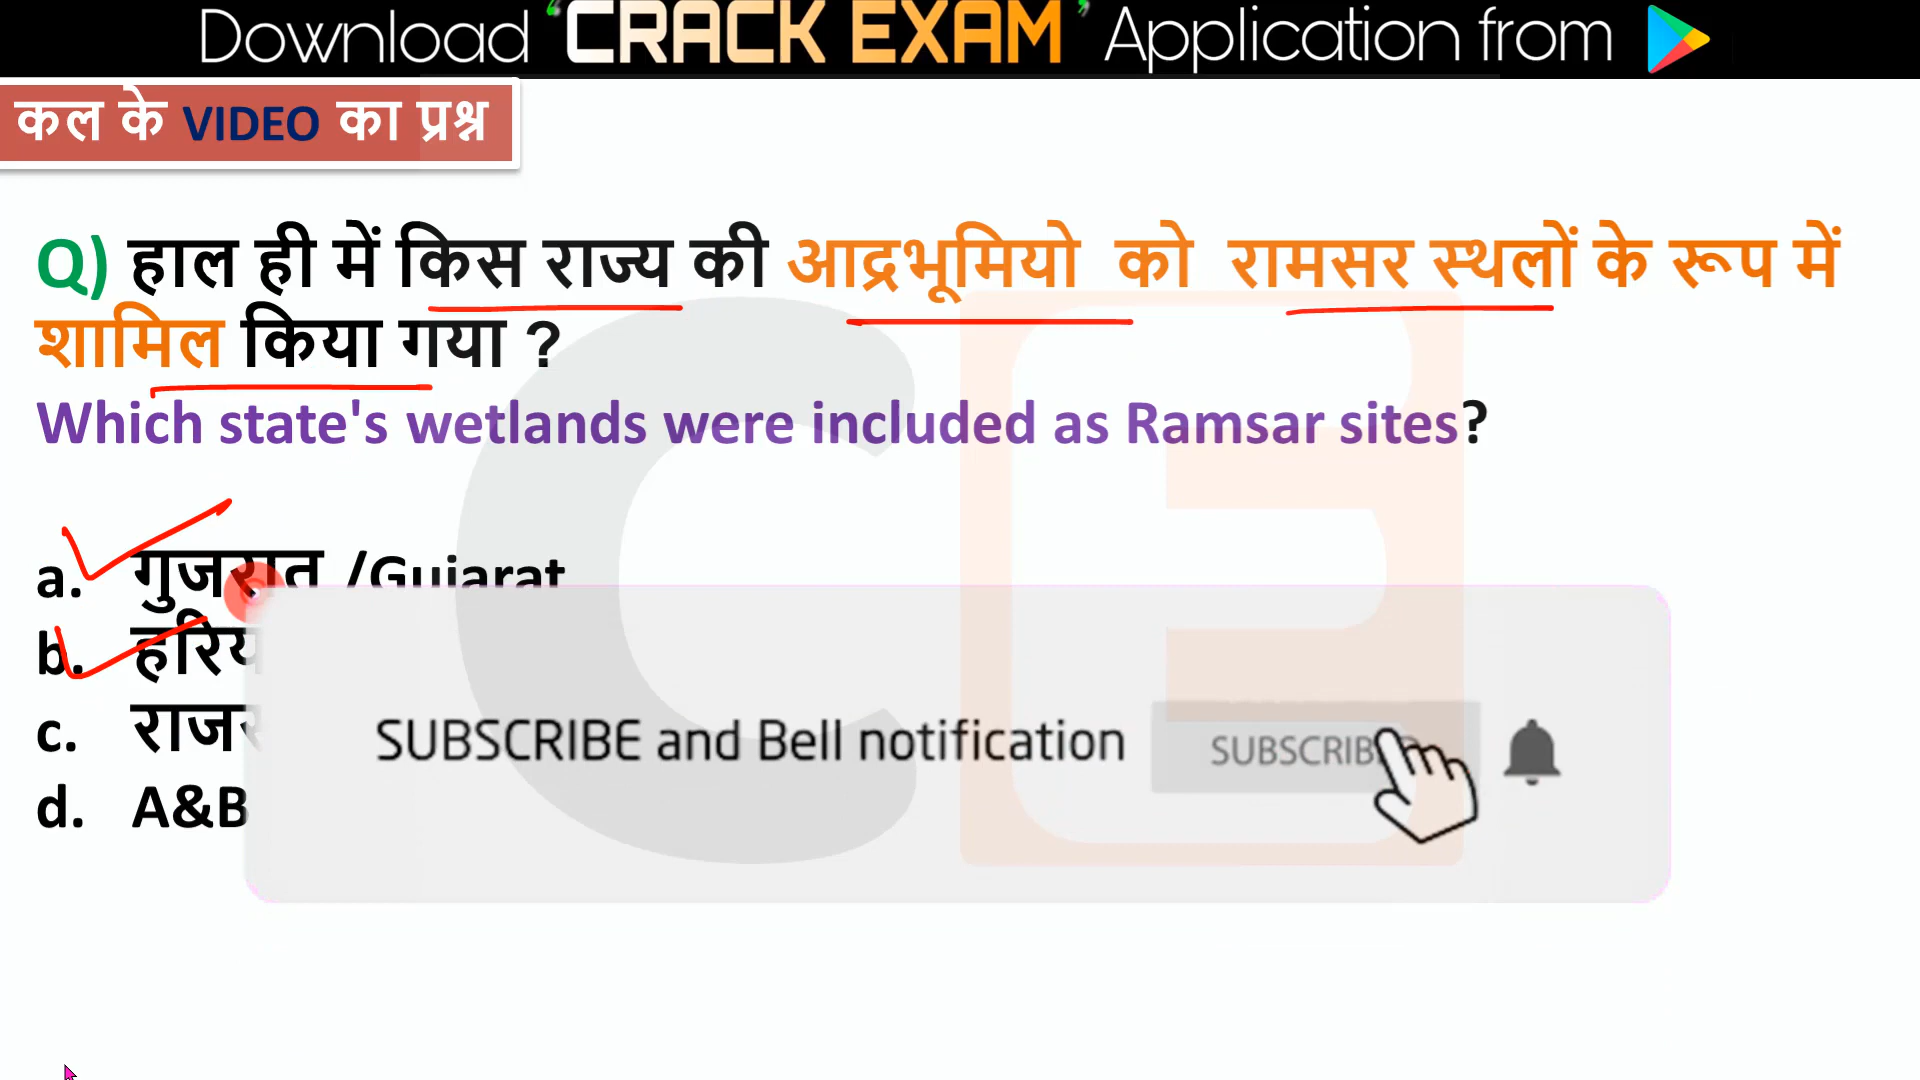 Download 'CRACK EXAM' Application from
कल के VIDEO का प्रश्न
Q) हाल ही में किस राज्य की आद्रभूमियो को रामसर स्थलों के रूप में
शामिल किया गया ?
Which state's wetlands were included as Ramsar sites?
a. गुजरात /Gujarat
b.
c.
d. A&B
SUBSCRIBE and Bell notification